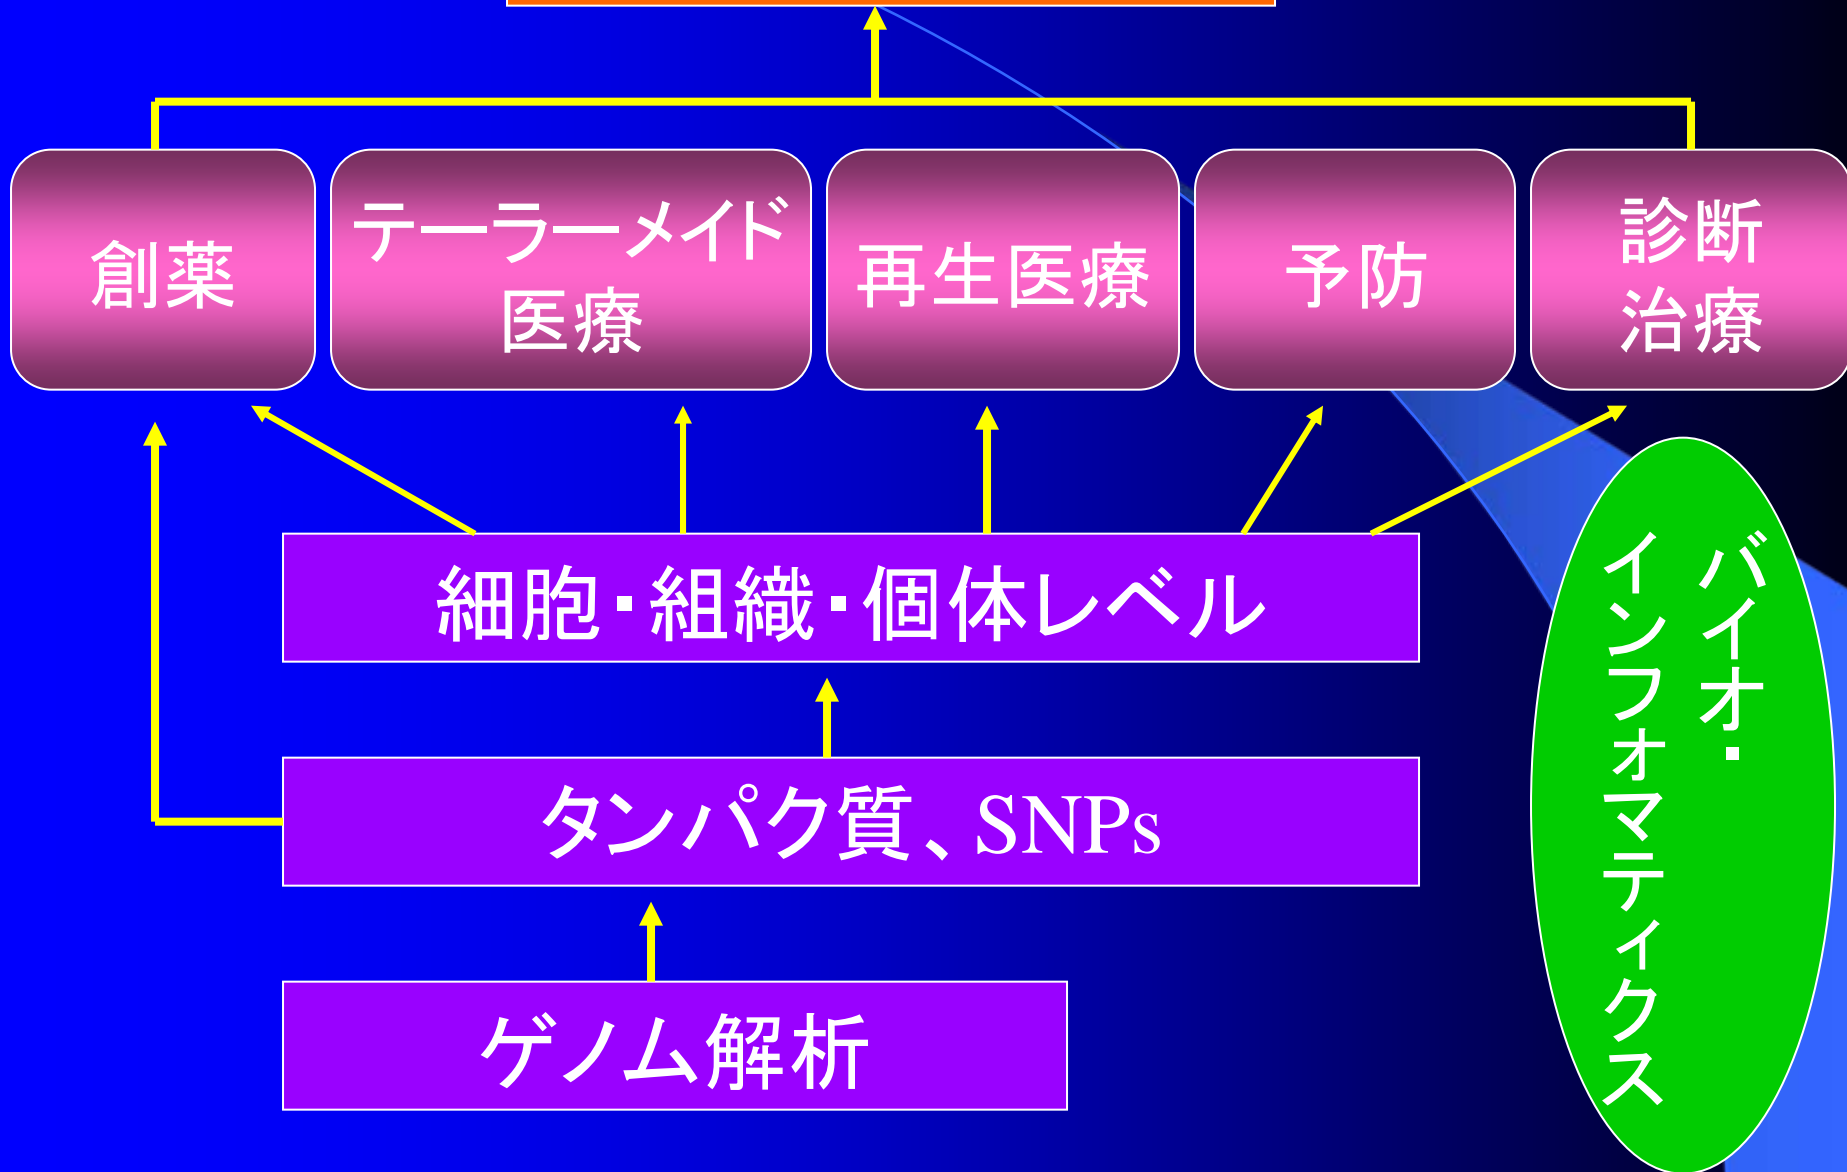 創薬
テーラーメイド
医療
再生医療
予防
診断
治療
細胞・組織・個体レベル
タンパク質、SNPs
ゲノム解析
バイオ・
インフォマティクス